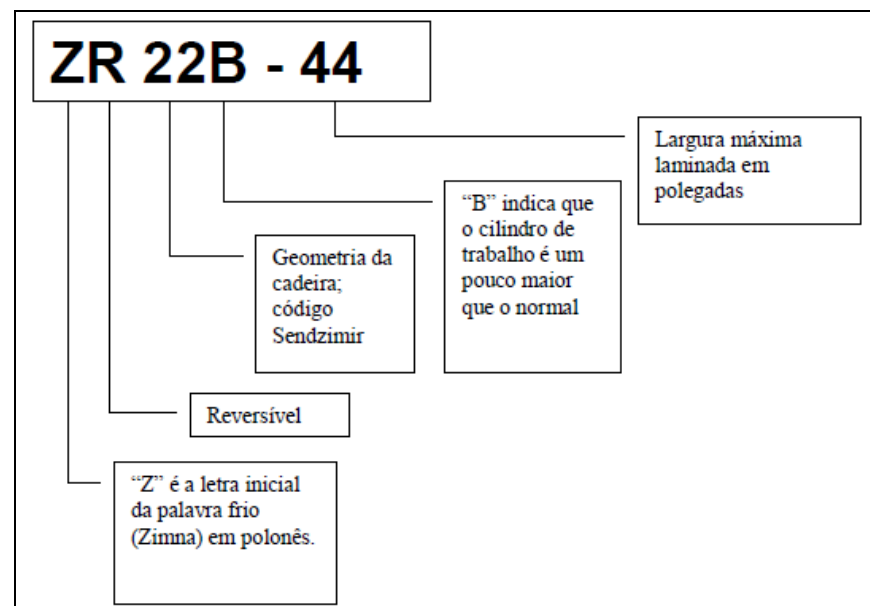 ZR 22B - 44
Largura máxima
laminada em
polegadas
“B” indica que
o cilindro de
trabalho é um
pouco maior
que o normal
Geometria da
cadeira;
código
Sendzimir
Reversível
“Z” é a letra inicial
da palavra frio
(Zimna) em polonês.